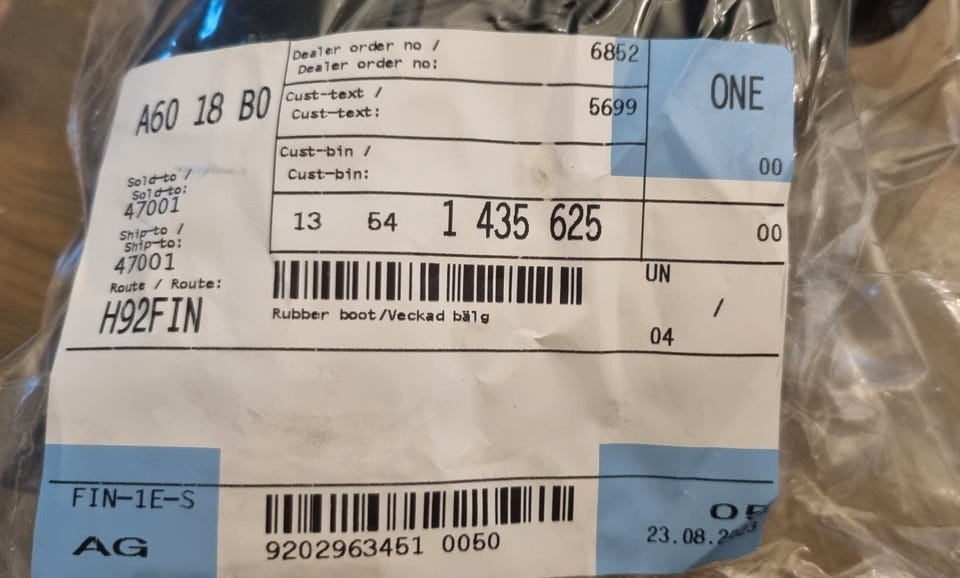 Dealer order no / 6852
Dealer order no:
ONE
A60 18 B0
Cust-text / 5699
Cust-text:
Cust-bin /
Cust-bin:
00
Sold-to /
Sold-to:
47001
13 54 1 435 625
00
Ship-to /
Ship-to:
47001
UN
/
04
Route / Route:
H92FIN
Rubber boot/Veckad bälg
FIN-1E-S
AG
9202963451 0050
23.08.2023